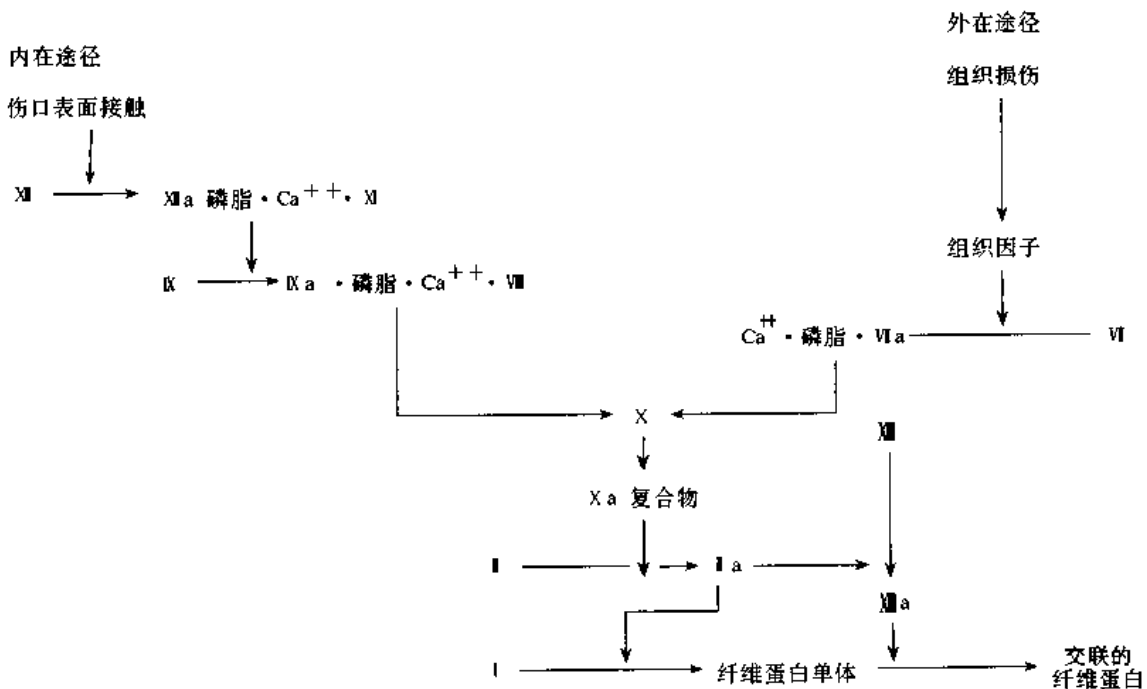 外在途径
内在途径
组织损伤
伤口表面接触
Ⅻ
Ⅻa 磷脂·Ca++·Ⅺ
组织因子
Ⅸ
Ⅸa ·磷脂·Ca++·Ⅷ
Ca++·磷脂·Ⅶa
Ⅶ
Ⅹ
ⅩⅢ
Ⅹa 复合物
Ⅱ
Ⅱa
ⅩⅢa
Ⅰ
纤维蛋白单体
交联的
纤维蛋白